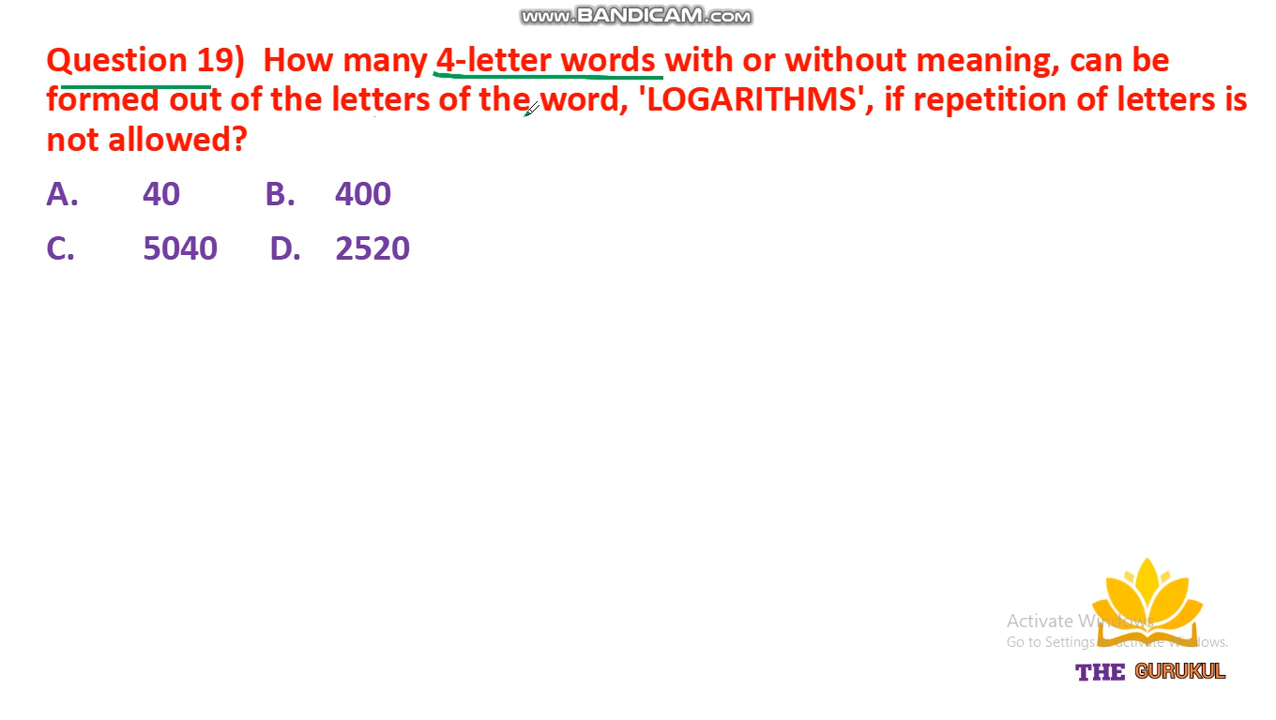 www.BANDICAM.com
Question 19) How many 4-letter words with or without meaning, can be
formed out of the letters of the word, 'LOGARITHMS', if repetition of letters is
not allowed?
A. 40 B. 400
C. 5040 D. 2520
Activate Windows
Go to Settings to activate Windows.
THE GURUKUL